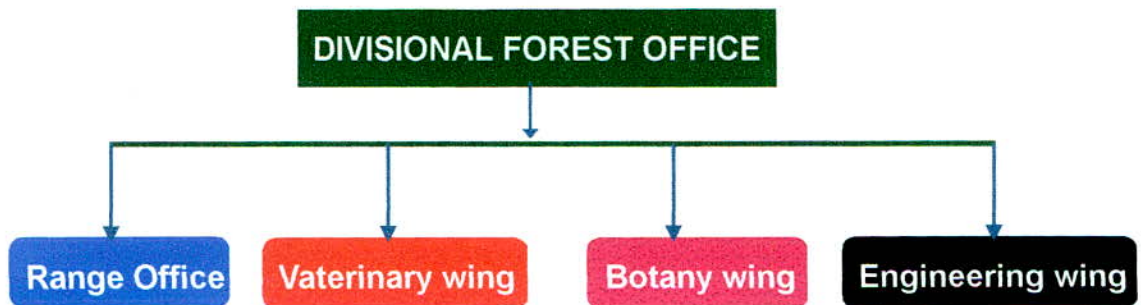 DIVISIONAL FOREST OFFICE
Range Office
Vaterinary wing
Botany wing
Engineering wing